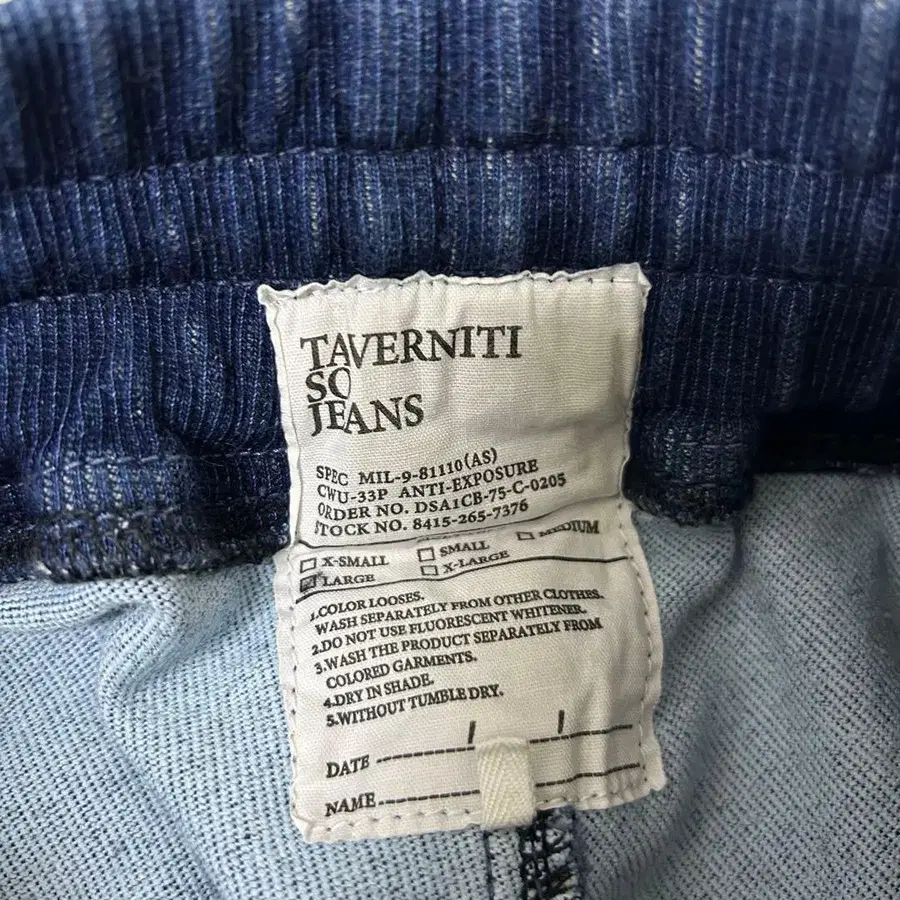 TAVERNITI
SO
JEANS
SPEC MIL-9-81110(AS)
CWU-33P ANTI-EXPOSURE
ORDER NO. DSA1CB-75-C-0205
STOCK NO. 8415-265-7376
X-SMALL SMALL MEDIUM
LARGE X-LARGE
1.COLOR LOOSES.
WASH SEPARATELY FROM OTHER CLOTHES.
2.DO NOT USE FLUORESCENT WHITENER.
3.WASH THE PRODUCT SEPARATELY FROM
COLORED GARMENTS.
4.DRY IN SHADE.
5.WITHOUT TUMBLE DRY.
DATE
NAME